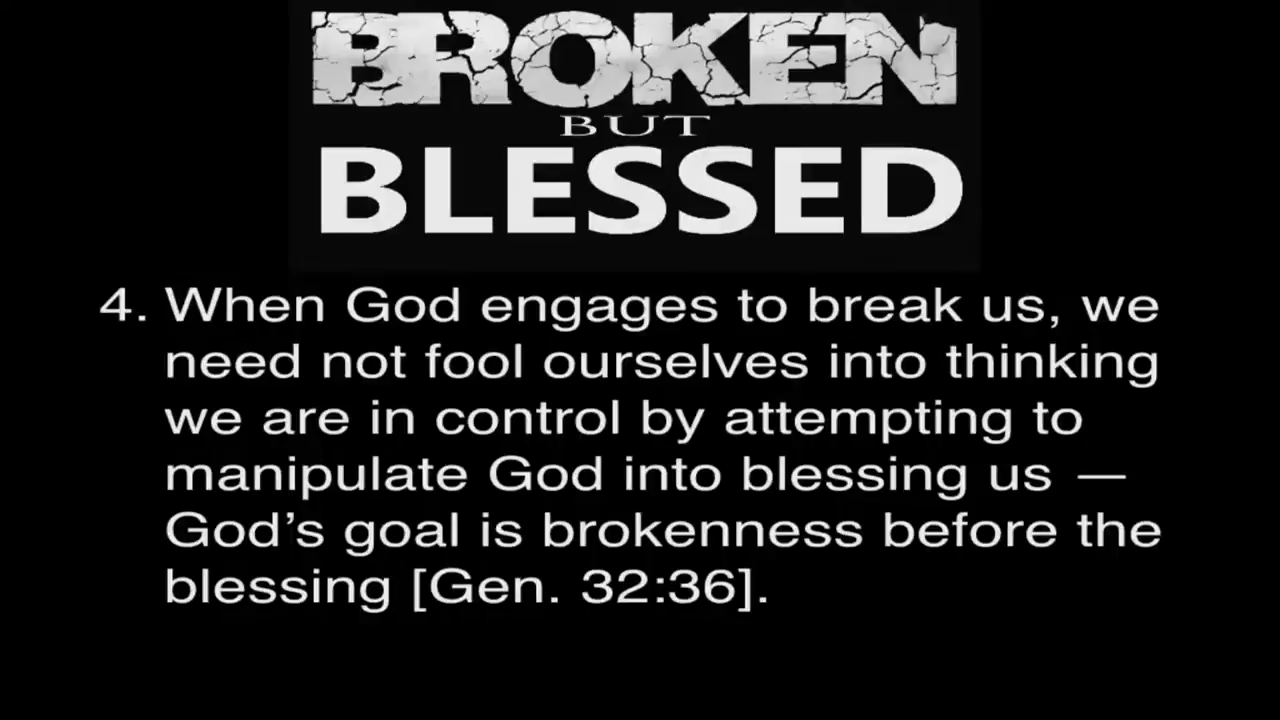 BROKEN
BUT
BLESSED
4. When God engages to break us, we
need not fool ourselves into thinking
we are in control by attempting to
manipulate God into blessing us —
God’s goal is brokenness before the
blessing [Gen. 32:36].